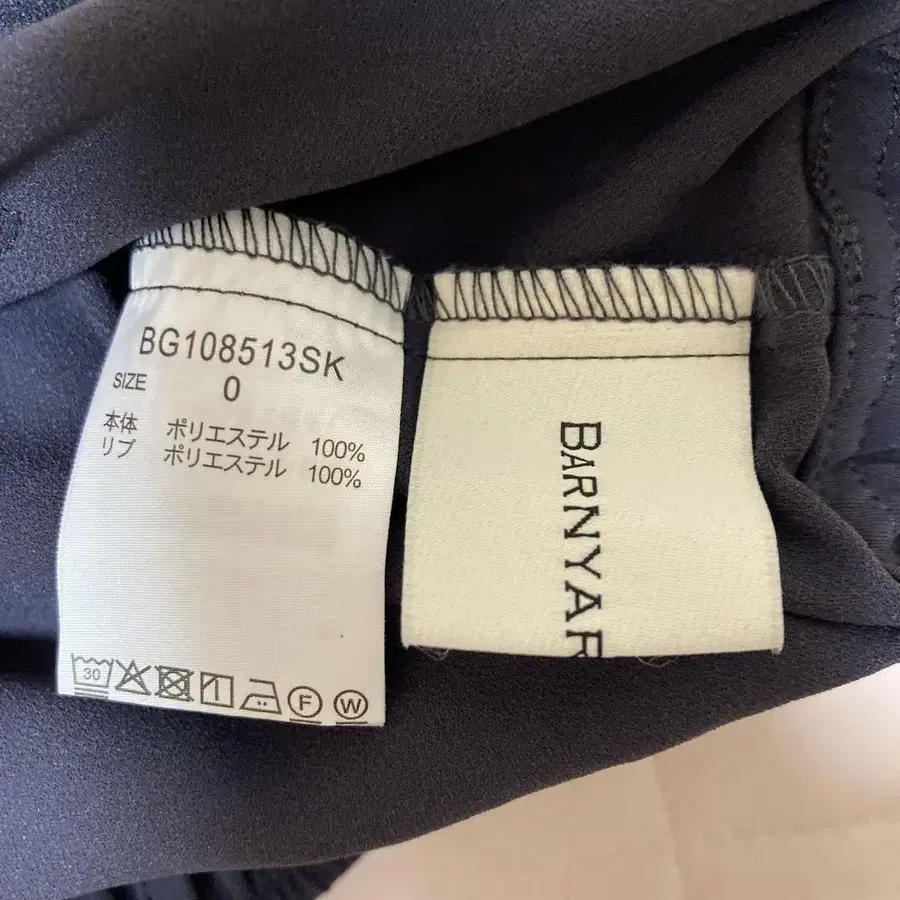 BG108513SK
SIZE 0
本体 ポリエステル 100%
リブ ポリエステル 100%
30 F W
BARNYAR